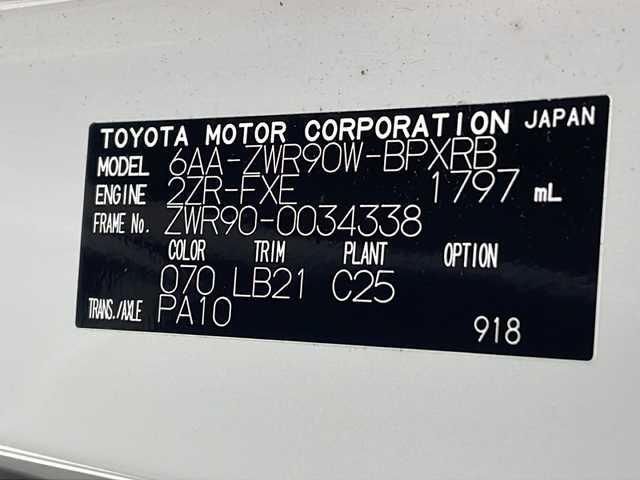 TOYOTA MOTOR CORPORATION JAPAN
MODEL 6AA-ZWR90W-BPXRB
ENGINE 2ZR-FXE 1797 mL
FRAME No. ZWR90-0034338
COLOR TRIM PLANT OPTION
070 LB21 C25
TRANS./AXLE PA10
918